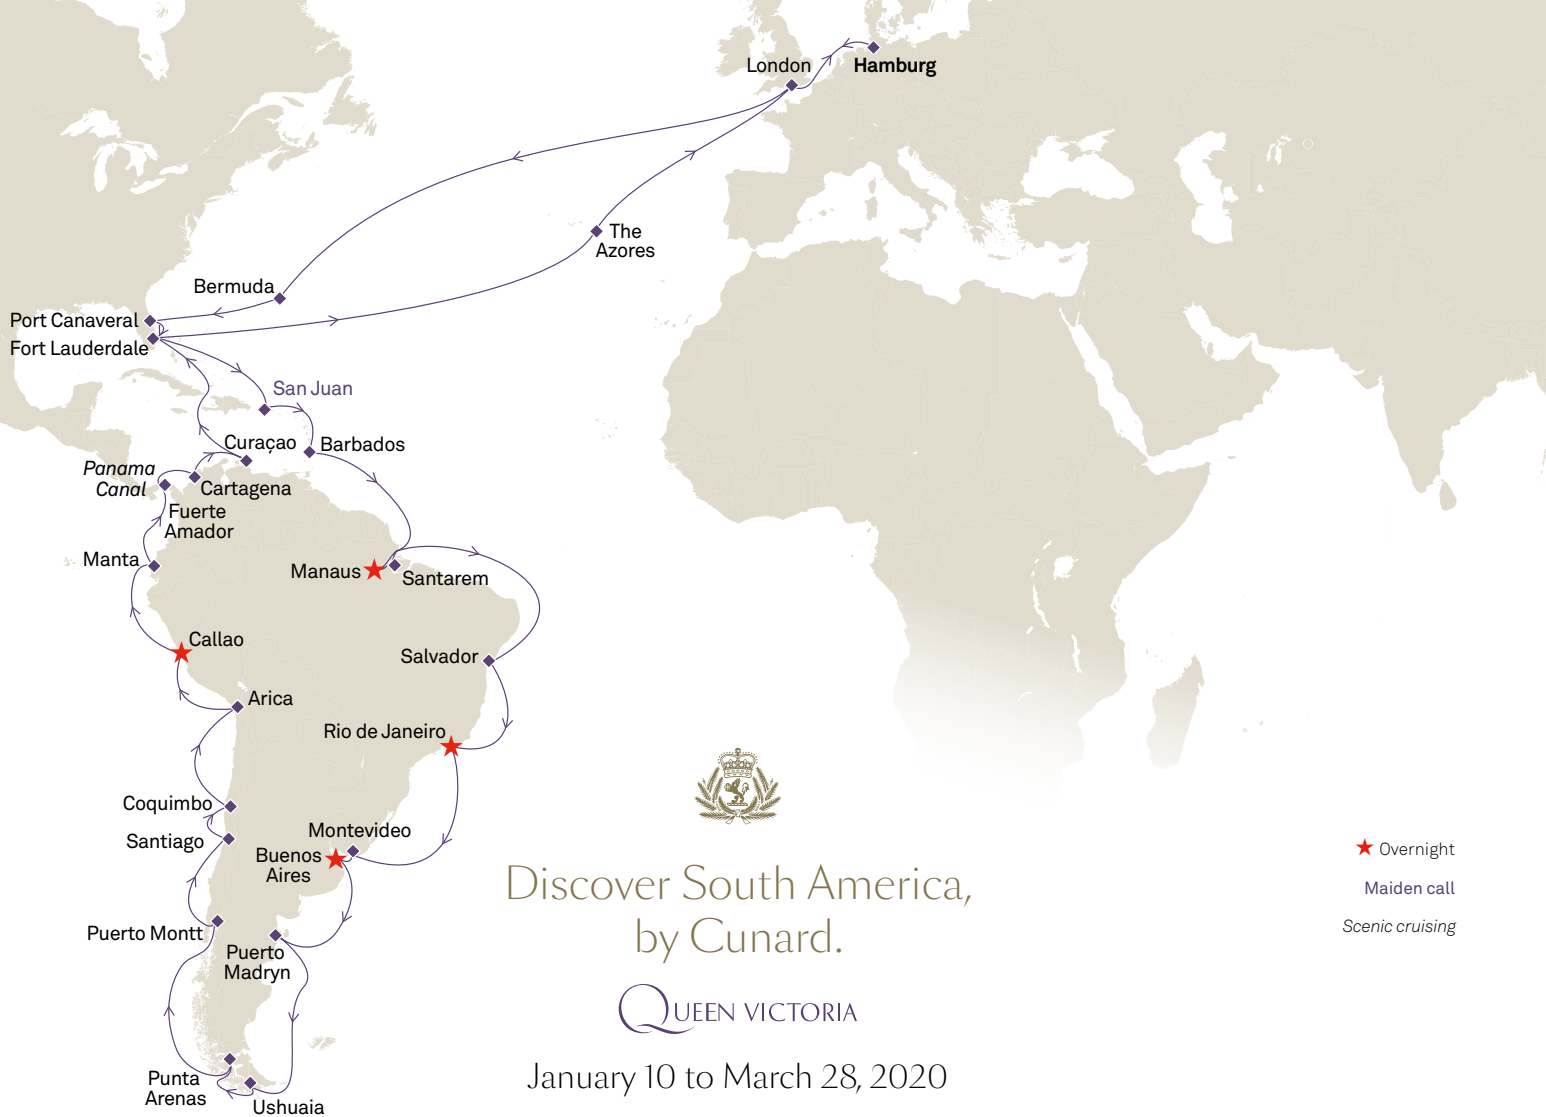 London
Hamburg
The
Azores
Bermuda
Port Canaveral
Fort Lauderdale
San Juan
Curaçao
Barbados
Panama
Canal
Cartagena
Fuerte
Amador
Manta
Manaus
Santarem
Callao
Salvador
Arica
Rio de Janeiro
Coquimbo
Santiago
Montevideo
Buenos
Aires
Puerto Montt
Puerto
Madryn
Punta
Arenas
Ushuaia
Discover South America,
by Cunard.
QUEEN VICTORIA
January 10 to March 28, 2020
Overnight
Maiden call
Scenic cruising